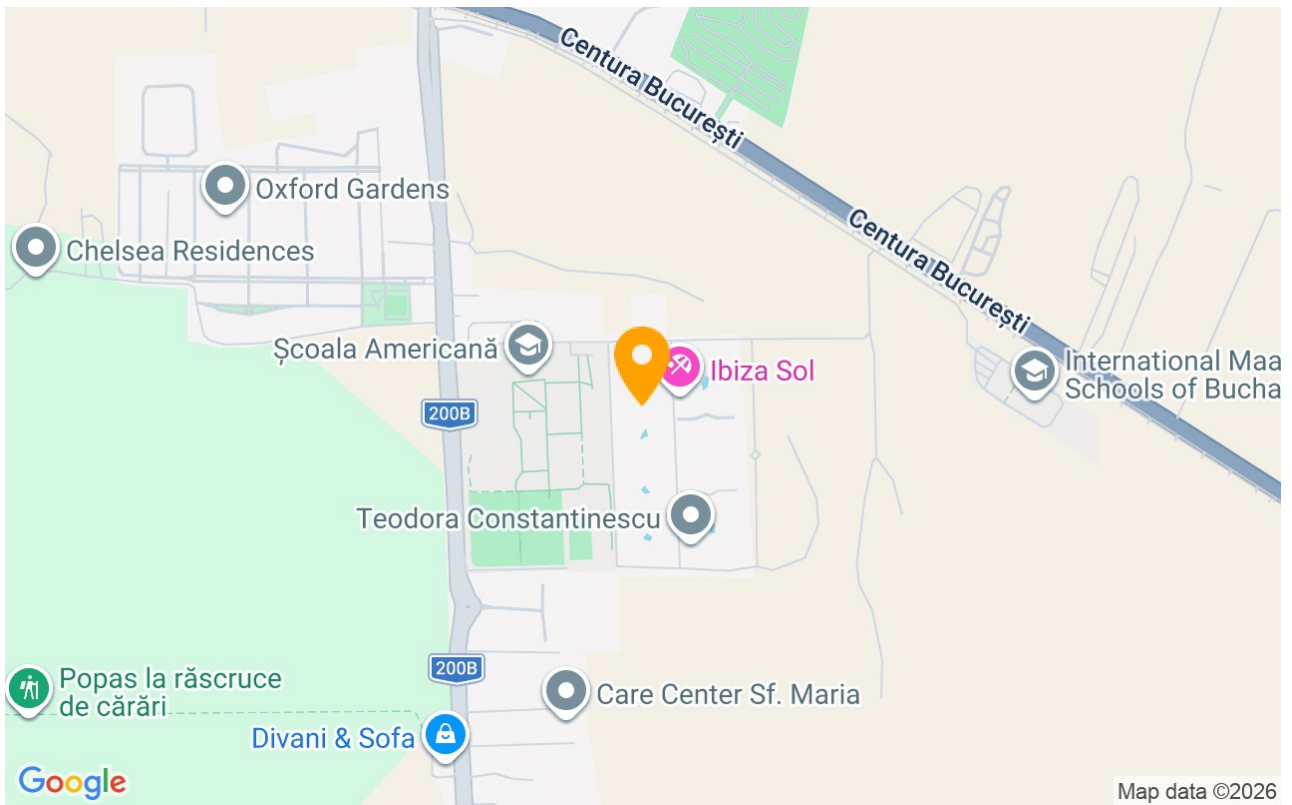 Centura București
Oxford Gardens
Centura București
Chelsea Residences
Școala Americană
Ibiza Sol
International Maa
Schools of Bucha
200B
Teodora Constantinescu
200B
Popas la răscruce
de cărări
Care Center Sf. Maria
Divani & Sofa
Google
Map data ©2026